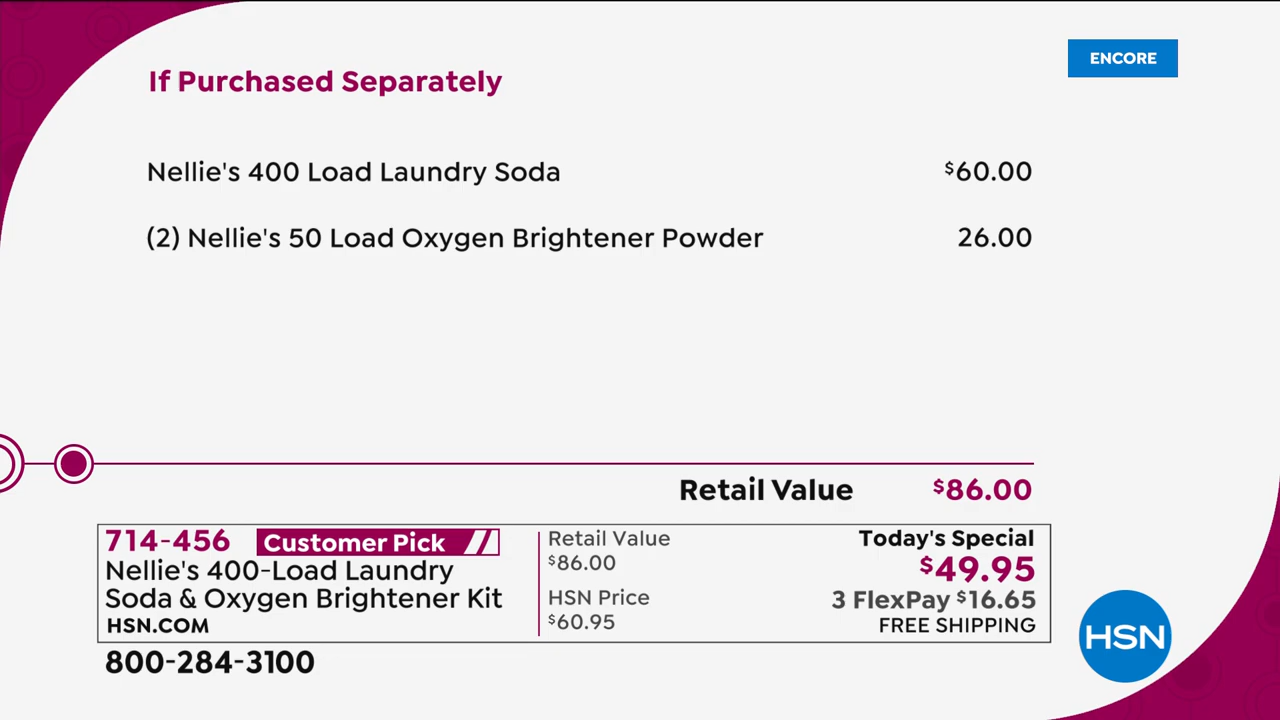 ENCORE
If Purchased Separately
Nellie's 400 Load Laundry Soda $60.00
(2) Nellie's 50 Load Oxygen Brightener Powder 26.00
Retail Value $86.00
714-456 Customer Pick
Nellie's 400-Load Laundry
Soda & Oxygen Brightener Kit
HSN.COM
Retail Value
$86.00
HSN Price
$60.95
Today's Special
$49.95
3 FlexPay $16.65
FREE SHIPPING
800-284-3100
HSN